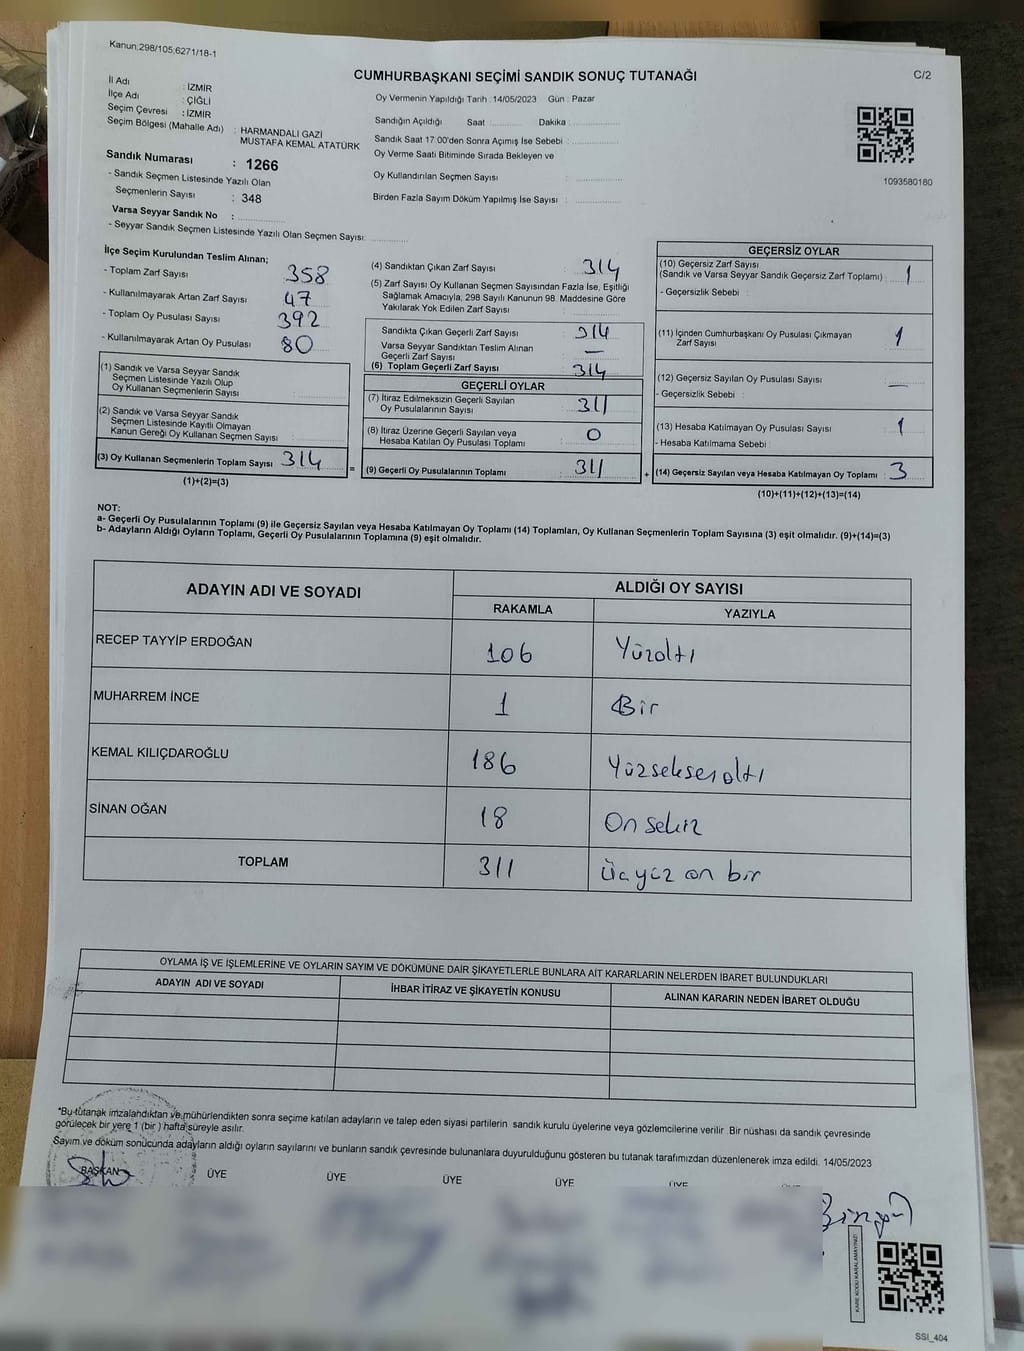 Kanun;298/105,6271/18-1
CUMHURBAŞKANI SEÇİMİ SANDIK SONUÇ TUTANAĞI
C/2
İl Adı : İZMİR
İlçe Adı : ÇİĞLİ
Seçim Çevresi : İZMİR
Seçim Bölgesi (Mahalle Adı) : HARMANDALI GAZİ
MUSTAFA KEMAL ATATÜRK
Sandık Numarası : 1266
- Sandık Seçmen Listesinde Yazılı Olan
Seçmenlerin Sayısı : 348
Varsa Seyyar Sandık No :
- Seyyar Sandık Seçmen Listesinde Yazılı Olan Seçmen Sayısı:
Oy Vermenin Yapıldığı Tarih : 14/05/2023 Gün : Pazar
Sandığın Açıldığı Saat : Dakika :
Sandık Saat 17:00'den Sonra Açımış İse Sebebi :
Oy Verme Saati Bitiminde Sırada Bekleyen ve
Oy Kullandırılan Seçmen Sayısı :
Birden Fazla Sayım Döküm Yapılmış İse Sayısı :
1093580180
İlçe Seçim Kurulundan Teslim Alınan;
- Toplam Zarf Sayısı 358
- Kullanılmayarak Artan Zarf Sayısı 47
- Toplam Oy Pusulası Sayısı 392
- Kullanılmayarak Artan Oy Pusulası 80
(1) Sandık ve Varsa Seyyar Sandık
Seçmen Listesinde Yazılı Olup
Oy Kullanan Seçmenlerin Sayısı :
(2) Sandık ve Varsa Seyyar Sandık
Seçmen Listesinde Kayıtlı Olmayan
Kanun Gereği Oy Kullanan Seçmen Sayısı :
(3) Oy Kullanan Seçmenlerin Toplam Sayısı 314
(1)+(2)=(3)
=
(4) Sandıktan Çıkan Zarf Sayısı : 314
(5) Zarf Sayısı Oy Kullanan Seçmen Sayısından Fazla İse, Eşitliği
Sağlamak Amacıyla, 298 Sayılı Kanunun 98. Maddesine Göre
Yakılarak Yok Edilen Zarf Sayısı :
Sandıkta Çıkan Geçerli Zarf Sayısı : 314
Varsa Seyyar Sandıktan Teslim Alınan
Geçerli Zarf Sayısı : —
(6) Toplam Geçerli Zarf Sayısı : 314
GEÇERLİ OYLAR
(7) İtiraz Edilmeksizin Geçerli Sayılan
Oy Pusulalarının Sayısı : 311
(8) İtiraz Üzerine Geçerli Sayılan veya
Hesaba Katılan Oy Pusulası Toplamı : 0
(9) Geçerli Oy Pusulalarının Toplamı : 311
+
GEÇERSİZ OYLAR
(10) Geçersiz Zarf Sayısı
(Sandık ve Varsa Seyyar Sandık Geçersiz Zarf Toplamı) : 1
- Geçersizlik Sebebi :
(11) İçinden Cumhurbaşkanı Oy Pusulası Çıkmayan
Zarf Sayısı : 1
(12) Geçersiz Sayılan Oy Pusulası Sayısı : —
- Geçersizlik Sebebi :
(13) Hesaba Katılmayan Oy Pusulası Sayısı : 1
- Hesaba Katılmama Sebebi :
(14) Geçersiz Sayılan veya Hesaba Katılmayan Oy Toplamı : 3
(10)+(11)+(12)+(13)=(14)
NOT:
a- Geçerli Oy Pusulalarının Toplamı (9) ile Geçersiz Sayılan veya Hesaba Katılmayan Oy Toplamı (14) Toplamları, Oy Kullanan Seçmenlerin Toplam Sayısına (3) eşit olmalıdır. (9)+(14)=(3)
b- Adayların Aldığı Oyların Toplamı, Geçerli Oy Pusulalarının Toplamına (9) eşit olmalıdır.
ADAYIN ADI VE SOYADI ALDIĞI OY SAYISI
RAKAMLA YAZIYLA
RECEP TAYYİP ERDOĞAN 106 Yüzaltı
MUHARREM İNCE 1 Bir
KEMAL KILIÇDAROĞLU 186 Yüzseksenaltı
SİNAN OĞAN 18 On sekiz
TOPLAM 311 Üçyüz on bir
OYLAMA İŞ VE İŞLEMLERİNE VE OYLARIN SAYIM VE DÖKÜMÜNE DAİR ŞİKAYETLERLE BUNLARA AİT KARARLARIN NELERDEN İBARET BULUNDUKLARI
ADAYIN ADI VE SOYADI İHBAR İTİRAZ VE ŞİKAYETİN KONUSU ALINAN KARARIN NEDEN İBARET OLDUĞU
*Bu tutanak imzalandıktan ve mühürlendikten sonra seçime katılan adayların ve talep eden siyasi partilerin sandık kurulu üyelerine veya gözlemcilerine verilir. Bir nüshası da sandık çevresinde
görülecek bir yere 1 (bir ) hafta süreyle asılır.
Sayım ve döküm sonucunda adayların aldığı oyların sayılarını ve bunların sandık çevresinde bulunanlara duyurulduğunu gösteren bu tutanak tarafımızdan düzenlenerek imza edildi. 14/05/2023
BAŞKAN ÜYE ÜYE ÜYE ÜYE ÜYE
KARE KODU KARALAMAYINIZ!
SSI_404